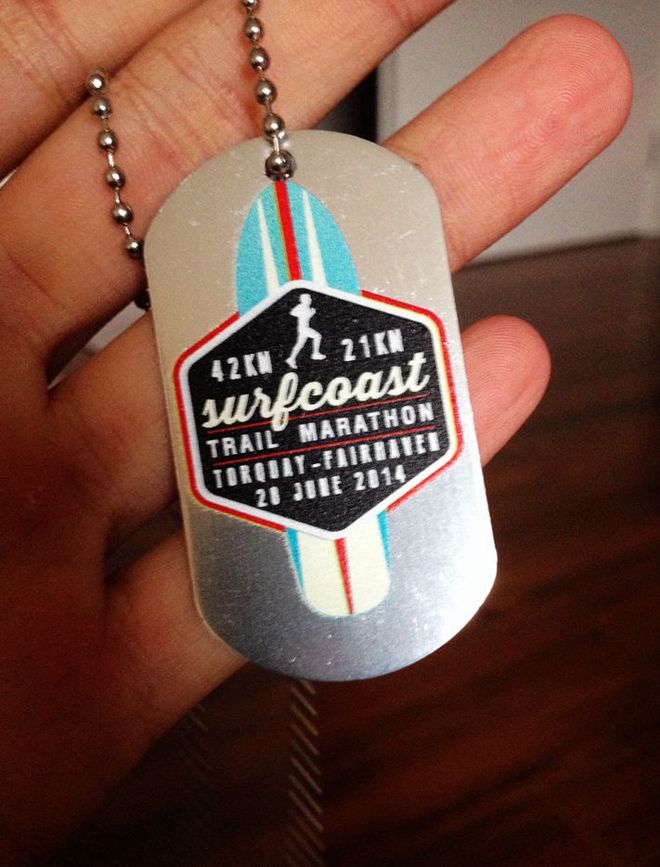 42KM 21KM
surfcoast
TRAIL MARATHON
TORQUAY-FAIRHAVEN
28 JUNE 2014